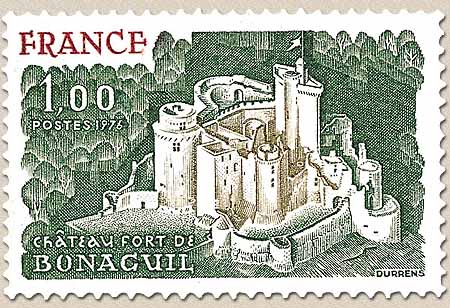 FRANCE
1,00
POSTES 1976
CHÂTEAU FORT DE
BONAGUIL
DURRENS